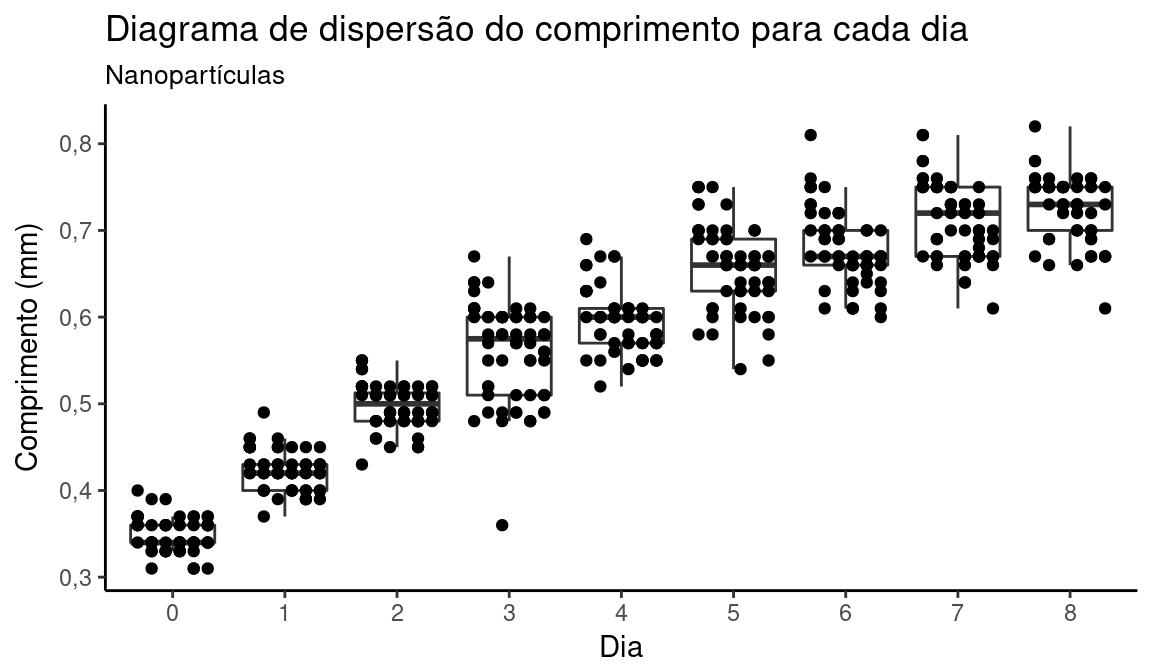 Diagrama de dispersão do comprimento para cada dia
Nanopartículas
Comprimento (mm)
0,8
0,7
0,6
0,5
0,4
0,3
0 1 2 3 4 5 6 7 8
Dia